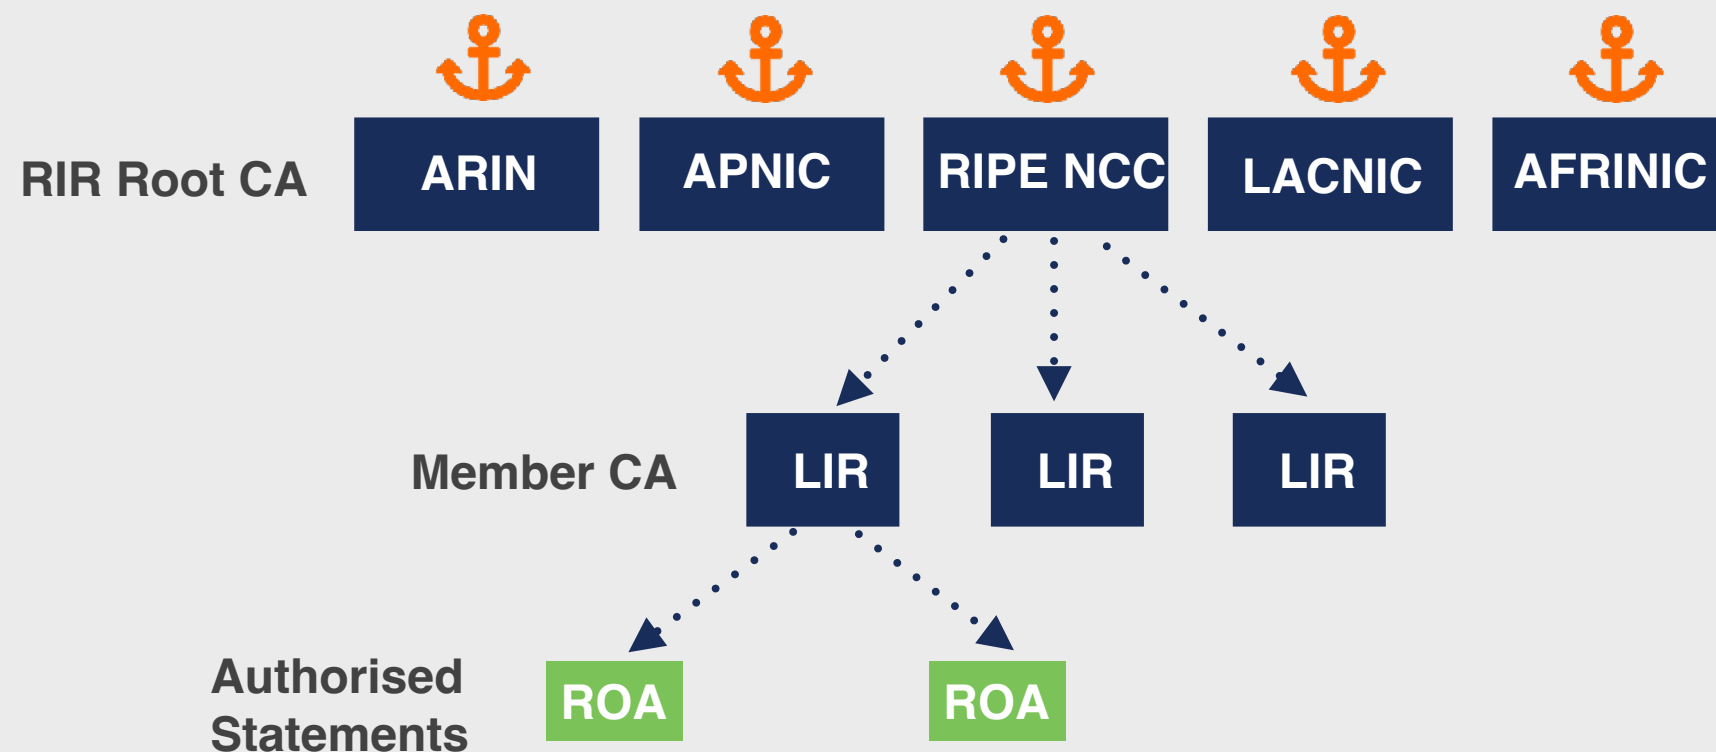 RIR Root CA
ARIN
APNIC
RIPE NCC
LACNIC
AFRINIC
Member CA
LIR
LIR
LIR
Authorised
Statements
ROA
ROA